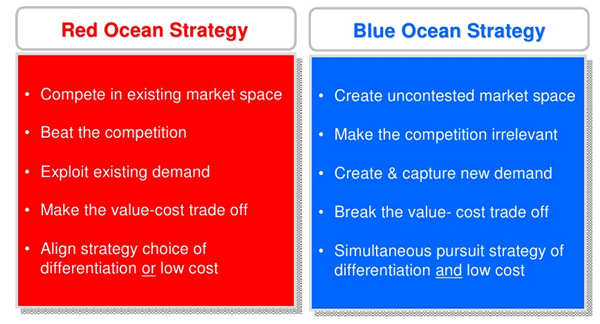 Red Ocean Strategy
• Compete in existing market space
• Beat the competition
• Exploit existing demand
• Make the value-cost trade off
• Align strategy choice of
differentiation or low cost
Blue Ocean Strategy
• Create uncontested market space
• Make the competition irrelevant
• Create & capture new demand
• Break the value- cost trade off
• Simultaneous pursuit strategy of
differentiation and low cost